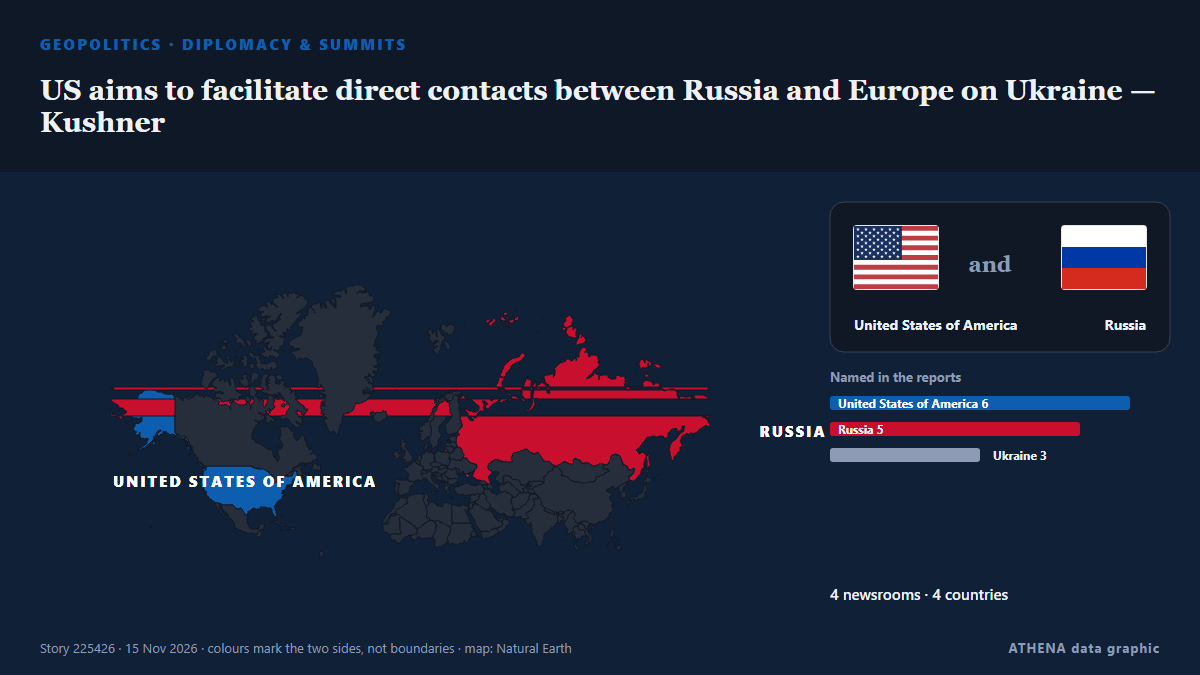 GEOPOLITICS · DIPLOMACY & SUMMITS
US aims to facilitate direct contacts between Russia and Europe on Ukraine —
Kushner
and
United States of America
Russia
Named in the reports
United States of America 6
RUSSIA
Russia 5
Ukraine 3
UNITED STATES OF AMERICA
4 newsrooms · 4 countries
Story 225426 · 15 Nov 2026 · colours mark the two sides, not boundaries · map: Natural Earth
ATHENA data graphic